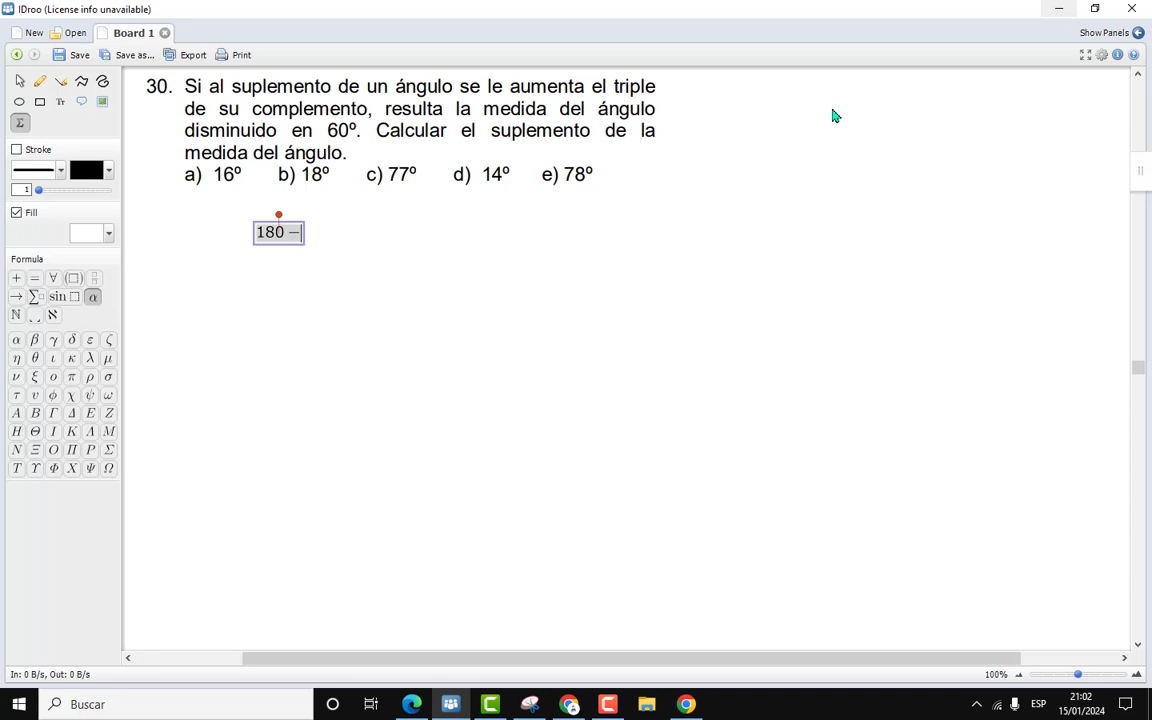 IDroo (License info unavailable)
New Open Board 1 Show Panels
Save Save as... Export Print
30. Si al suplemento de un ángulo se le aumenta el triple
de su complemento, resulta la medida del ángulo
disminuido en 60º. Calcular el suplemento de la
medida del ángulo.
a) 16º b) 18º c) 77º d) 14º e) 78º
180 −
Tr
Σ
Stroke
1
Fill
Formula
+ = ∀ (□)
→ Σ□ sin □ α
ℕ ℵ
α β γ δ ε ζ
η θ ι κ λ μ
ν ξ ο π ρ σ
τ υ ϕ χ ψ ω
Α Β Γ Δ Ε Ζ
Η Θ Ι Κ Λ Μ
Ν Ξ Ο Π Ρ Σ
Τ Υ Φ Χ Ψ Ω
In: 0 B/s, Out: 0 B/s 100%
Buscar
ESP
21:02
15/01/2024